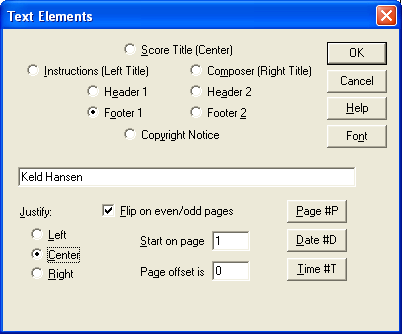 Text Elements
Score Title (Center)
OK
Instructions (Left Title) Composer (Right Title)
Cancel
Header 1 Header 2
Help
Footer 1 Footer 2
Copyright Notice
Font
Keld Hansen
Justify: Flip on even/odd pages Page #P
Left
Start on page 1 Date #D
Center
Right Page offset is 0 Time #T